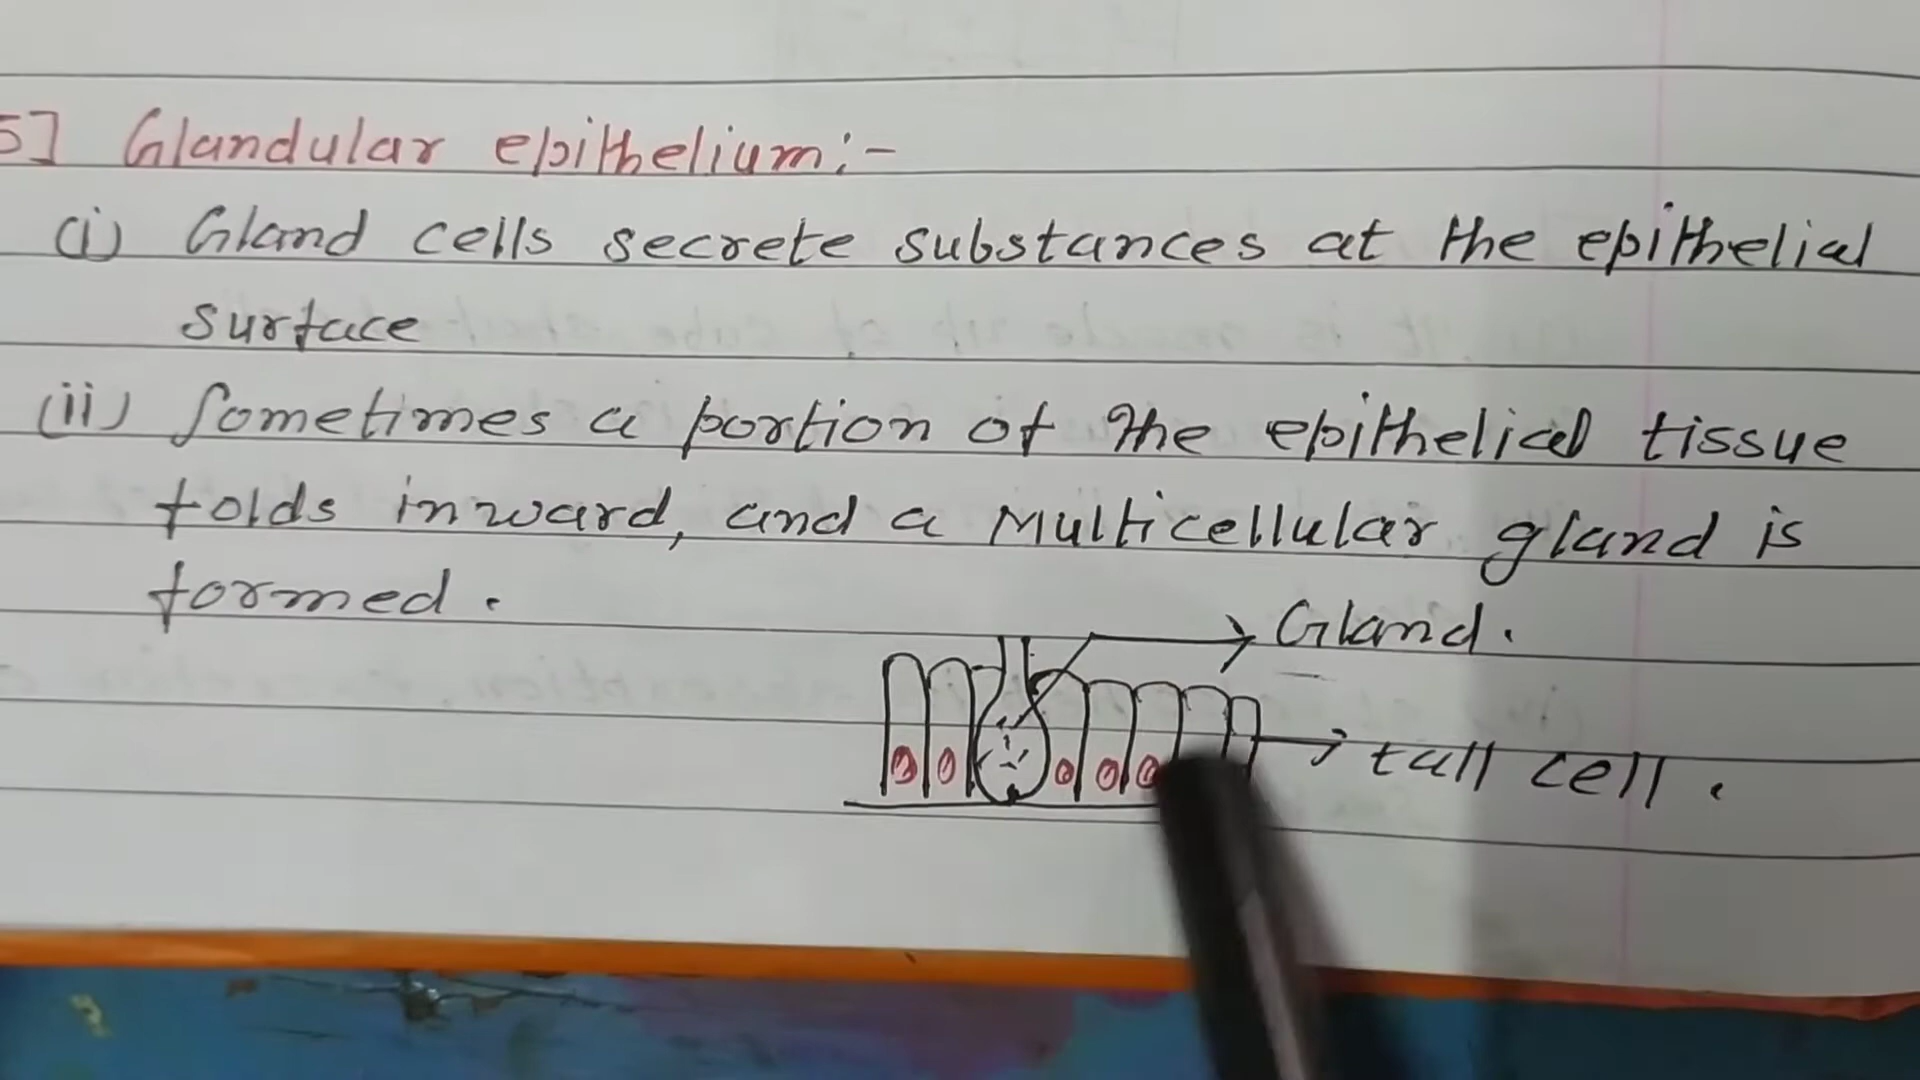 5] Glandular epithelium:-
(i) Gland cells secrete substances at the epithelial
surface
(ii) Sometimes a portion of the epithelial tissue
folds inward, and a Multicellular gland is
formed.
Gland.
tall cell.